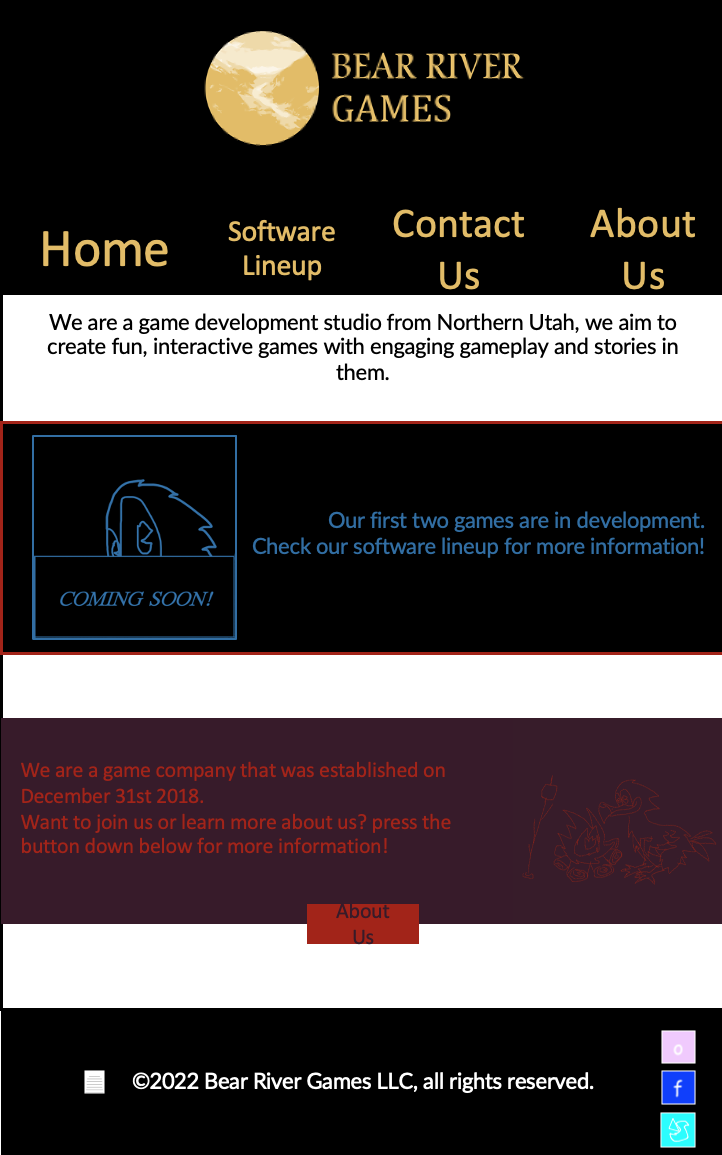 BEAR RIVER
GAMES
Home
Software
Lineup
Contact
Us
About
Us
We are a game development studio from Northern Utah, we aim to
create fun, interactive games with engaging gameplay and stories in
them.
COMING SOON!
Our first two games are in development.
Check our software lineup for more information!
We are a game company that was established on
December 31st 2018.
Want to join us or learn more about us? press the
button down below for more information!
About
Us
©2022 Bear River Games LLC, all rights reserved.
f